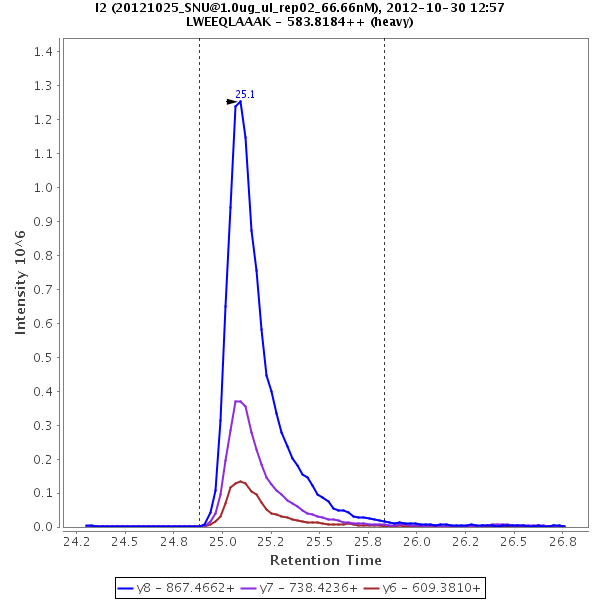 I2 (20121025_SNU@1.0ug_ul_rep02_66.66nM), 2012-10-30 12:57
LWEEQLAAAK - 583.8184++ (heavy)
25.1
Intensity 10^6
1.4
1.3
1.2
1.1
1.0
0.9
0.8
0.7
0.6
0.5
0.4
0.3
0.2
0.1
0.0
24.2 24.5 24.8 25.0 25.2 25.5 25.8 26.0 26.2 26.5 26.8
Retention Time
y8 - 867.4662+ y7 - 738.4236+ y6 - 609.3810+